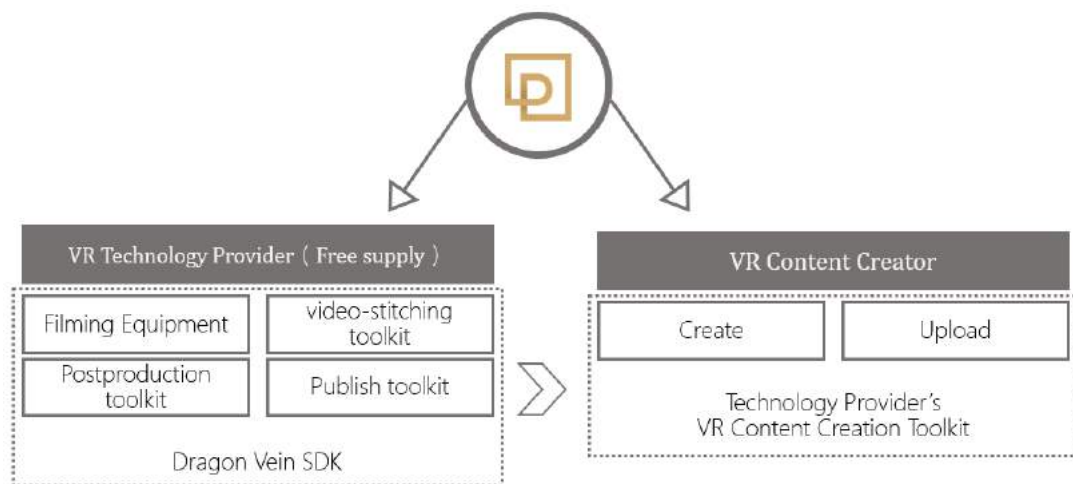 VR Technology Provider ( Free supply )
Filming Equipment
video-stitching
toolkit
Postproduction
toolkit
Publish toolkit
Dragon Vein SDK
VR Content Creator
Create
Upload
Technology Provider's
VR Content Creation Toolkit